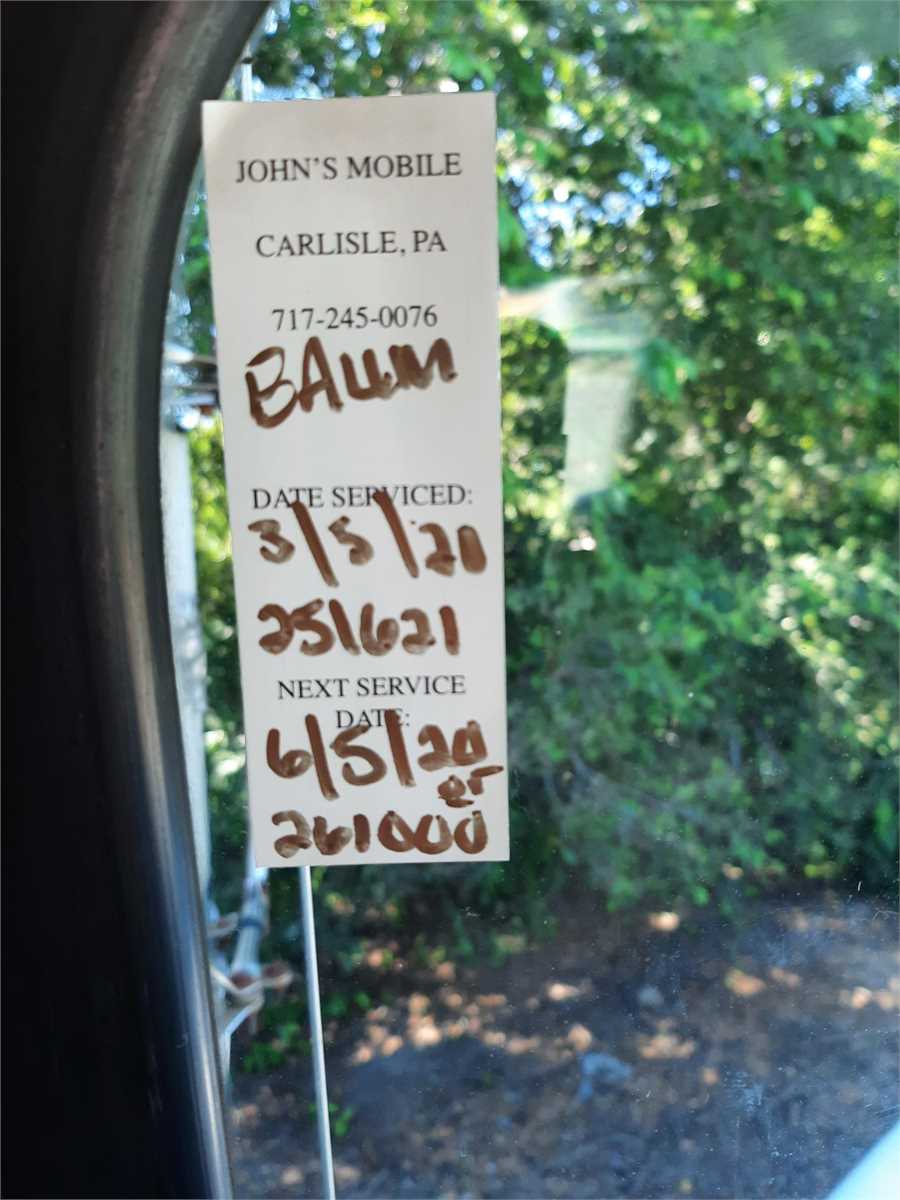 JOHN'S MOBILE
CARLISLE, PA
717-245-0076
BAUM
DATE SERVICED:
3/5/20
251621
NEXT SERVICE
DATE:
6/5/20
or
261000